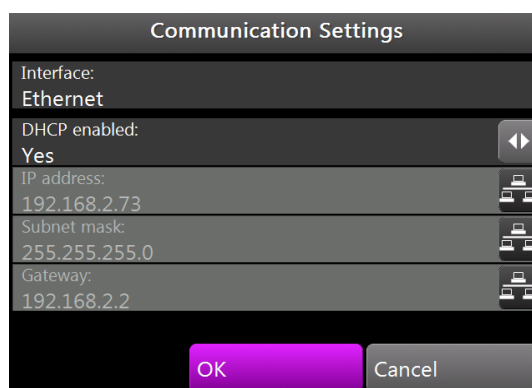 Communication Settings
Interface:
Ethernet
DHCP enabled:
Yes
IP address:
192.168.2.73
Subnet mask:
255.255.255.0
Gateway:
192.168.2.2
OK
Cancel